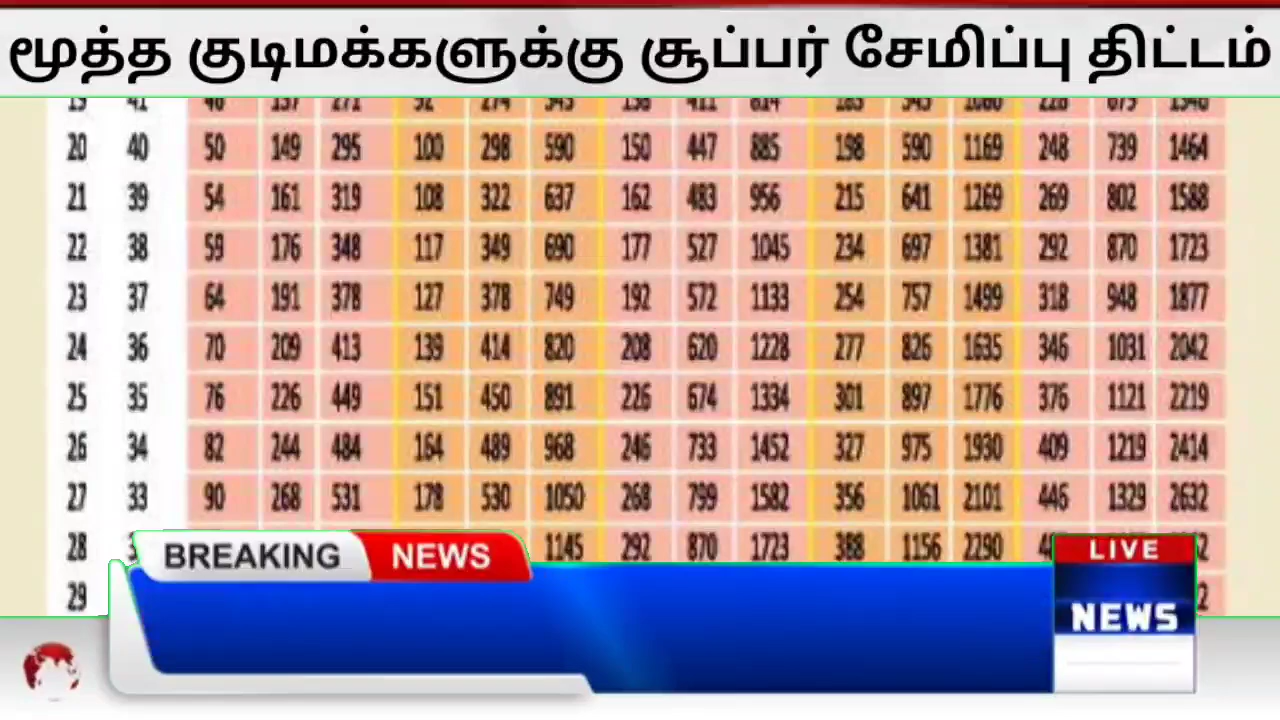 மூத்த குடிமக்களுக்கு சூப்பர் சேமிப்பு திட்டம்
20 40 50 149 295 100 298 590 150 447 885 198 590 1169 248 739 1464
21 39 54 161 319 108 322 637 162 483 956 215 641 1269 269 802 1588
22 38 59 176 348 117 349 690 177 527 1045 234 697 1381 292 870 1723
23 37 64 191 378 127 378 749 192 572 1133 254 757 1499 318 948 1877
24 36 70 209 413 139 414 820 208 620 1228 277 826 1635 346 1031 2042
25 35 76 226 449 151 450 891 226 674 1334 301 897 1776 376 1121 2219
26 34 82 244 484 164 489 968 246 733 1452 327 975 1930 409 1219 2414
27 33 90 268 531 178 530 1050 268 799 1582 356 1061 2101 446 1329 2632
28 1145 292 870 1723 388 1156 2290
29
BREAKING NEWS
LIVE
NEWS